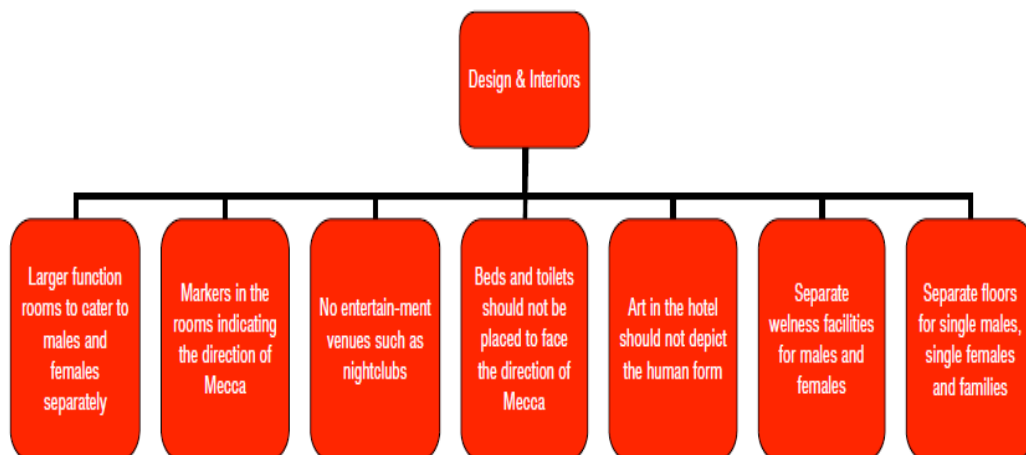 Design & Interiors
Larger function
rooms to cater to
males and
females
separately
Markers in the
rooms indicating
the direction of
Mecca
No entertain-ment
venues such as
nightclubs
Beds and toilets
should not be
placed to face
the direction of
Mecca
Art in the hotel
should not depict
the human form
Separate
welness facilities
for males and
females
Separate floors
for single males,
single females
and families